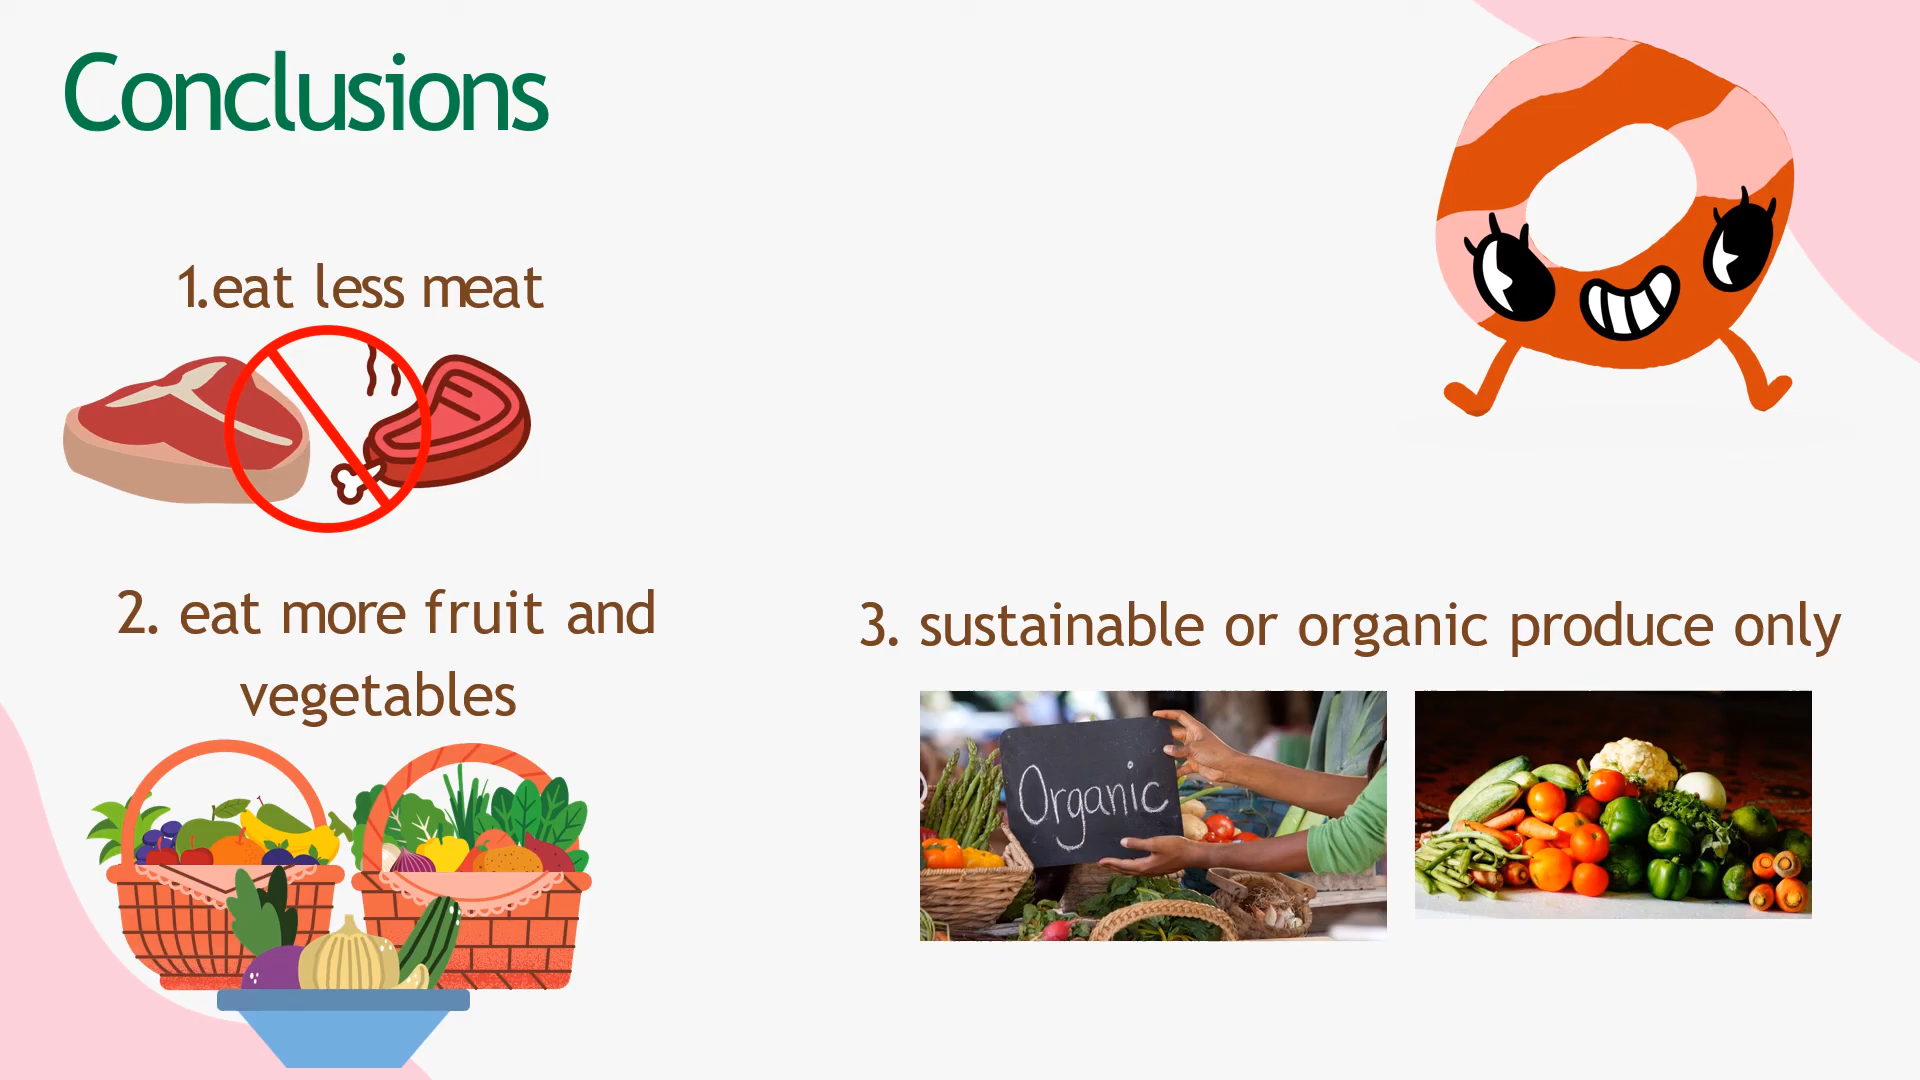 Conclusions
1.eat less meat
2. eat more fruit and
vegetables
3. sustainable or organic produce only
Organic